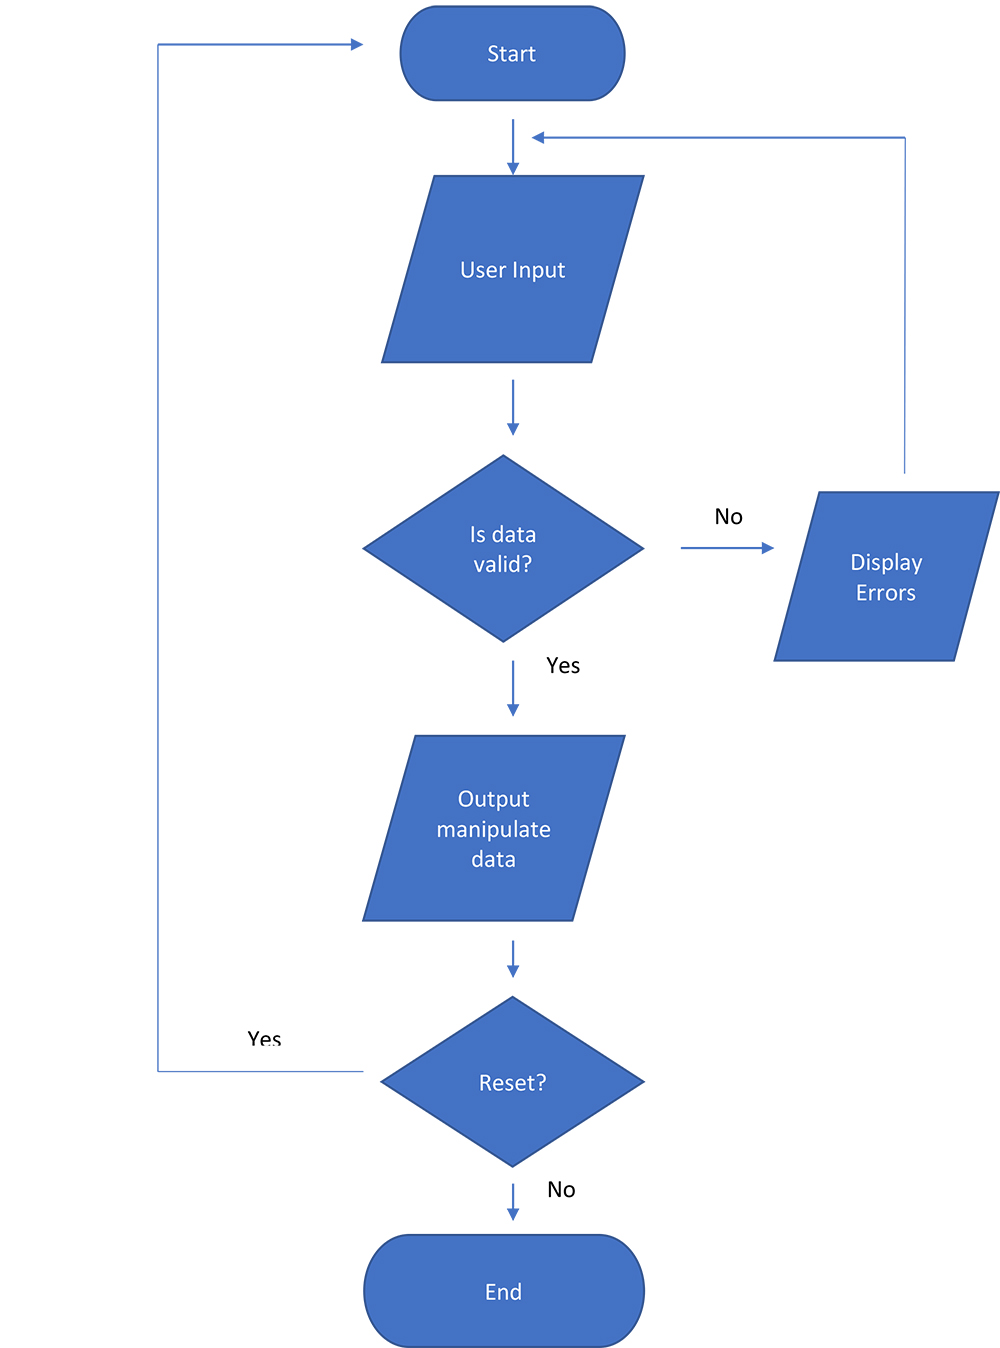 Start
User Input
Is data
valid?
No
Display
Errors
Yes
Output
manipulate
data
Yes
Reset?
No
End